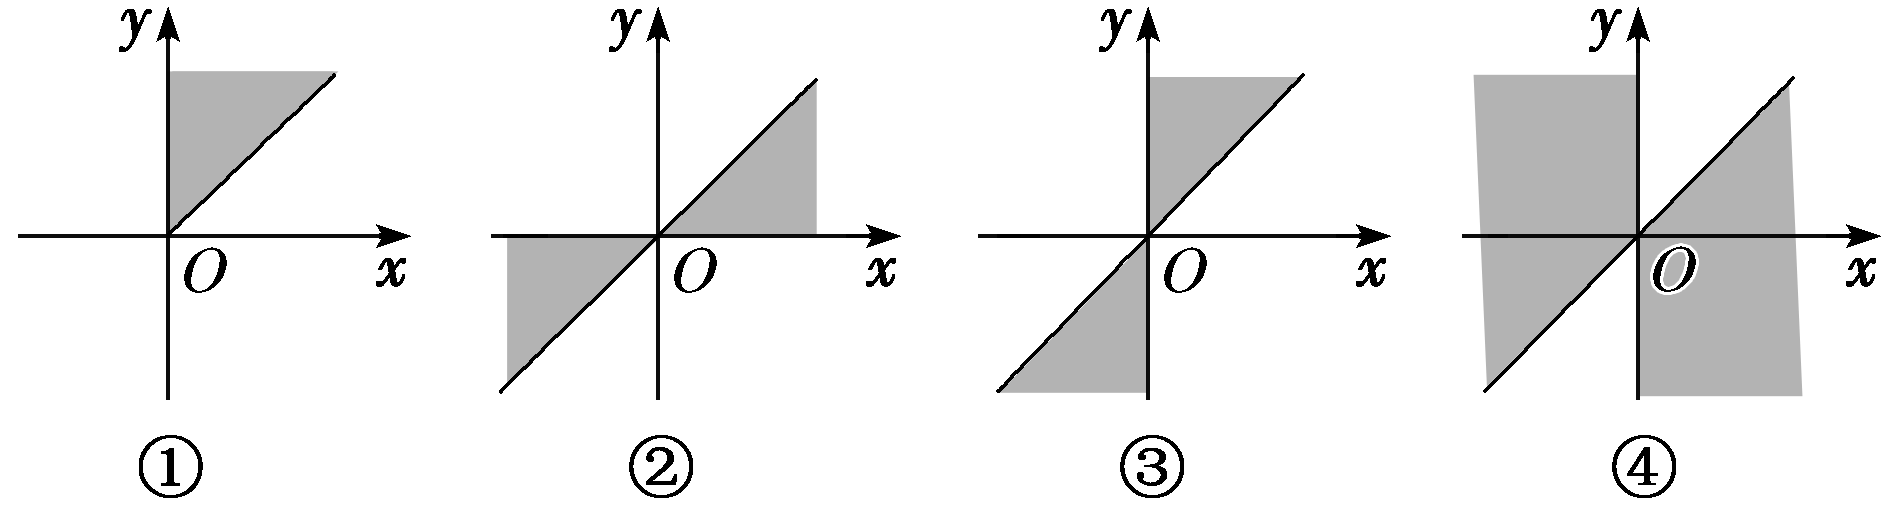 y y y y
O x O x O x O x
① ② ③ ④